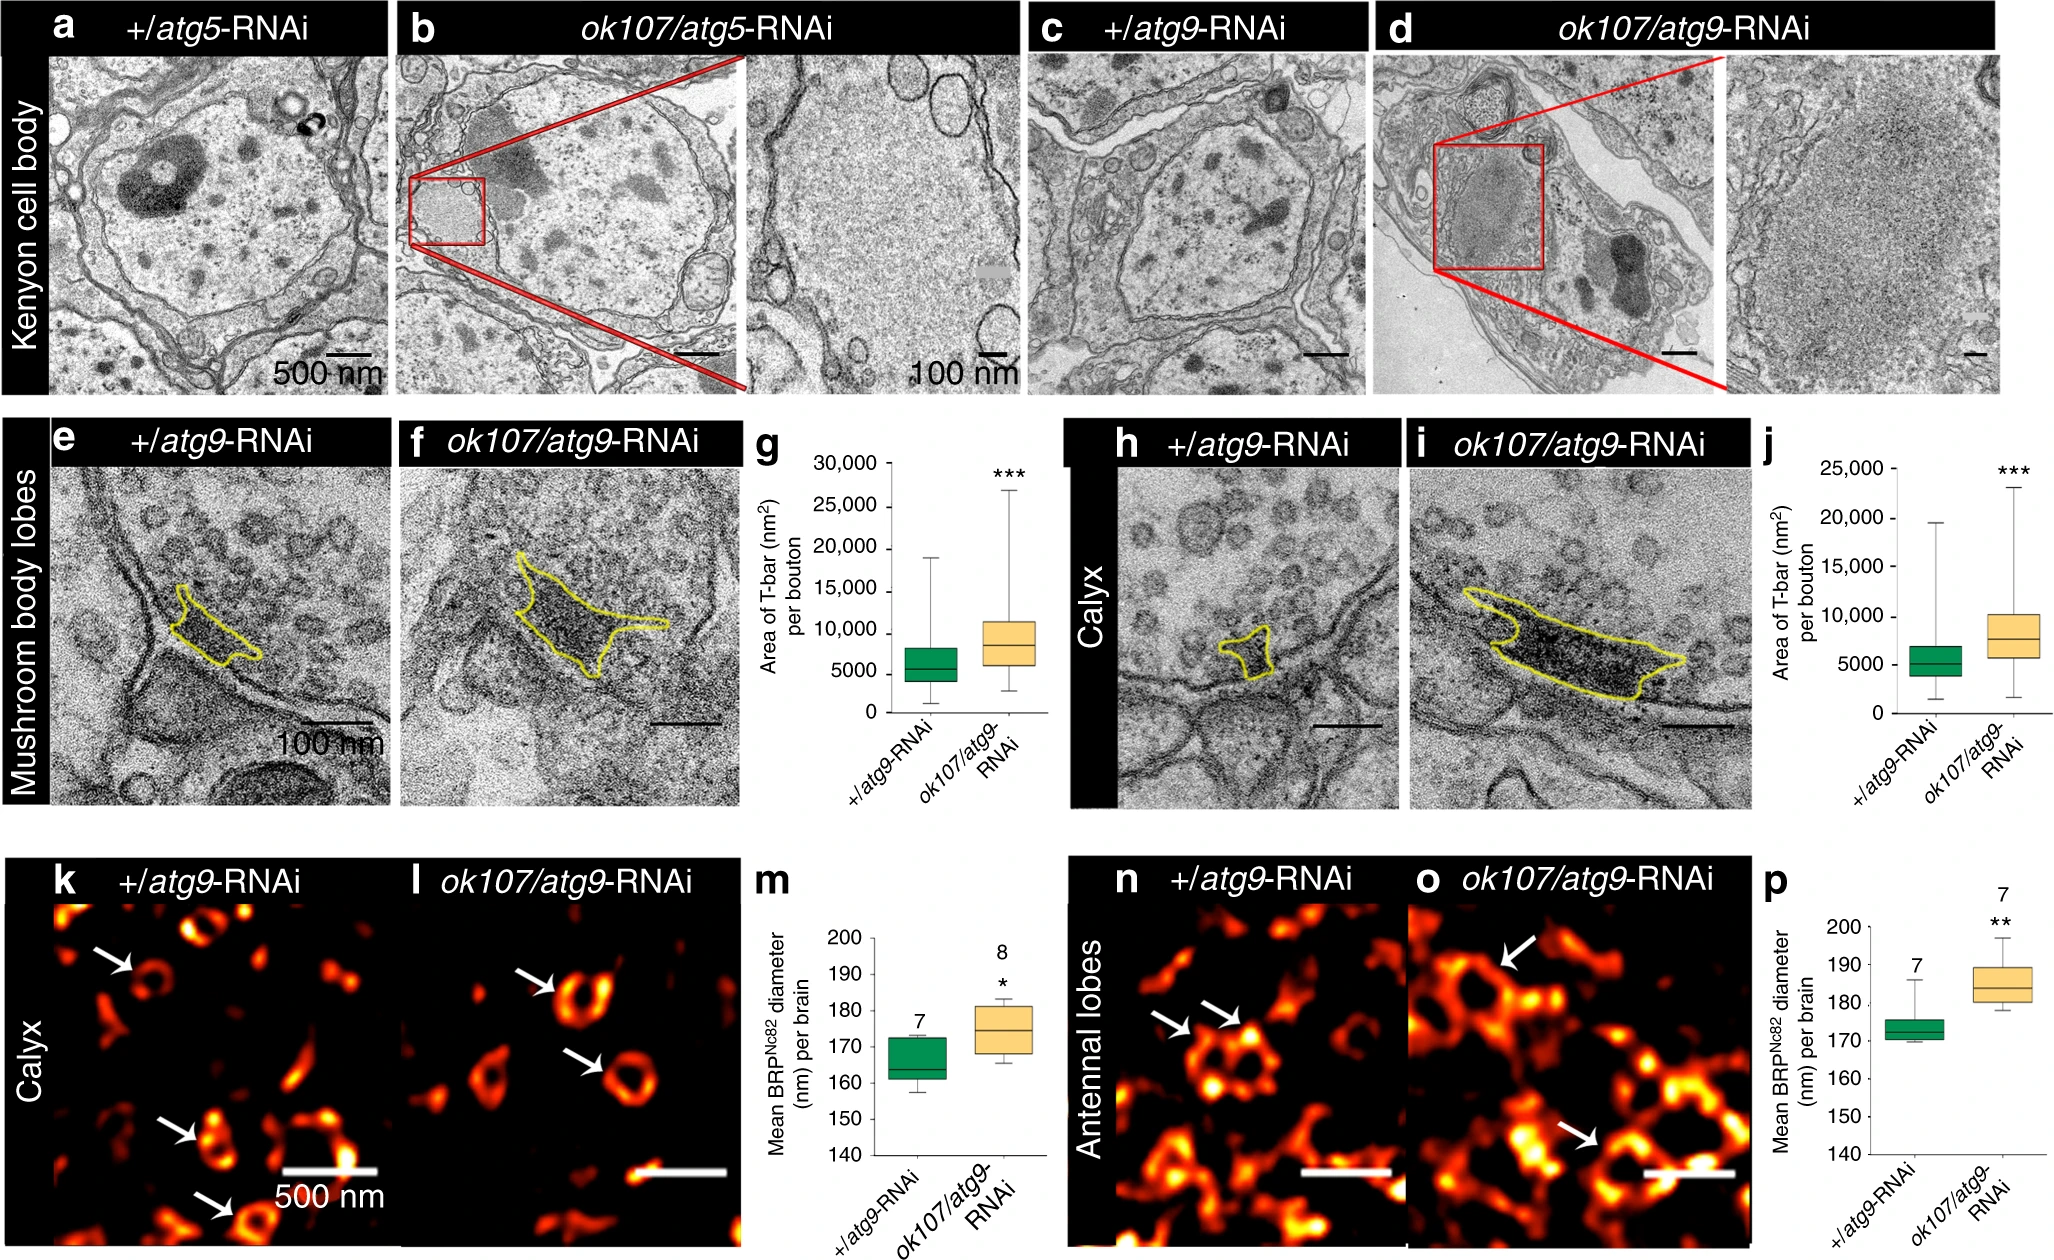 a +/atg5-RNAi
b ok107/atg5-RNAi
c +/atg9-RNAi
d ok107/atg9-RNAi
Kenyon cell body
500 nm
100 nm
e +/atg9-RNAi
f ok107/atg9-RNAi
g
h +/atg9-RNAi
i ok107/atg9-RNAi
j
Mushroom body lobes
100 nm
Area of T-bar (nm²)
per bouton
30,000
25,000
20,000
15,000
10,000
5000
0
***
+/atg9-RNAi
ok107/atg9-
RNAi
Calyx
Area of T-bar (nm²)
per bouton
25,000
20,000
15,000
10,000
5000
0
***
+/atg9-RNAi
ok107/atg9-
RNAi
k +/atg9-RNAi
l ok107/atg9-RNAi
m
n +/atg9-RNAi
o ok107/atg9-RNAi
p
Calyx
500 nm
Mean BRPNc82 diameter
(nm) per brain
200
190
180
170
160
150
140
7
8
*
+/atg9-RNAi
ok107/atg9-
RNAi
Antennal lobes
Mean BRPNc82 diameter
(nm) per brain
200
190
180
170
160
150
140
7
7
**
+/atg9-RNAi
ok107/atg9-
RNAi